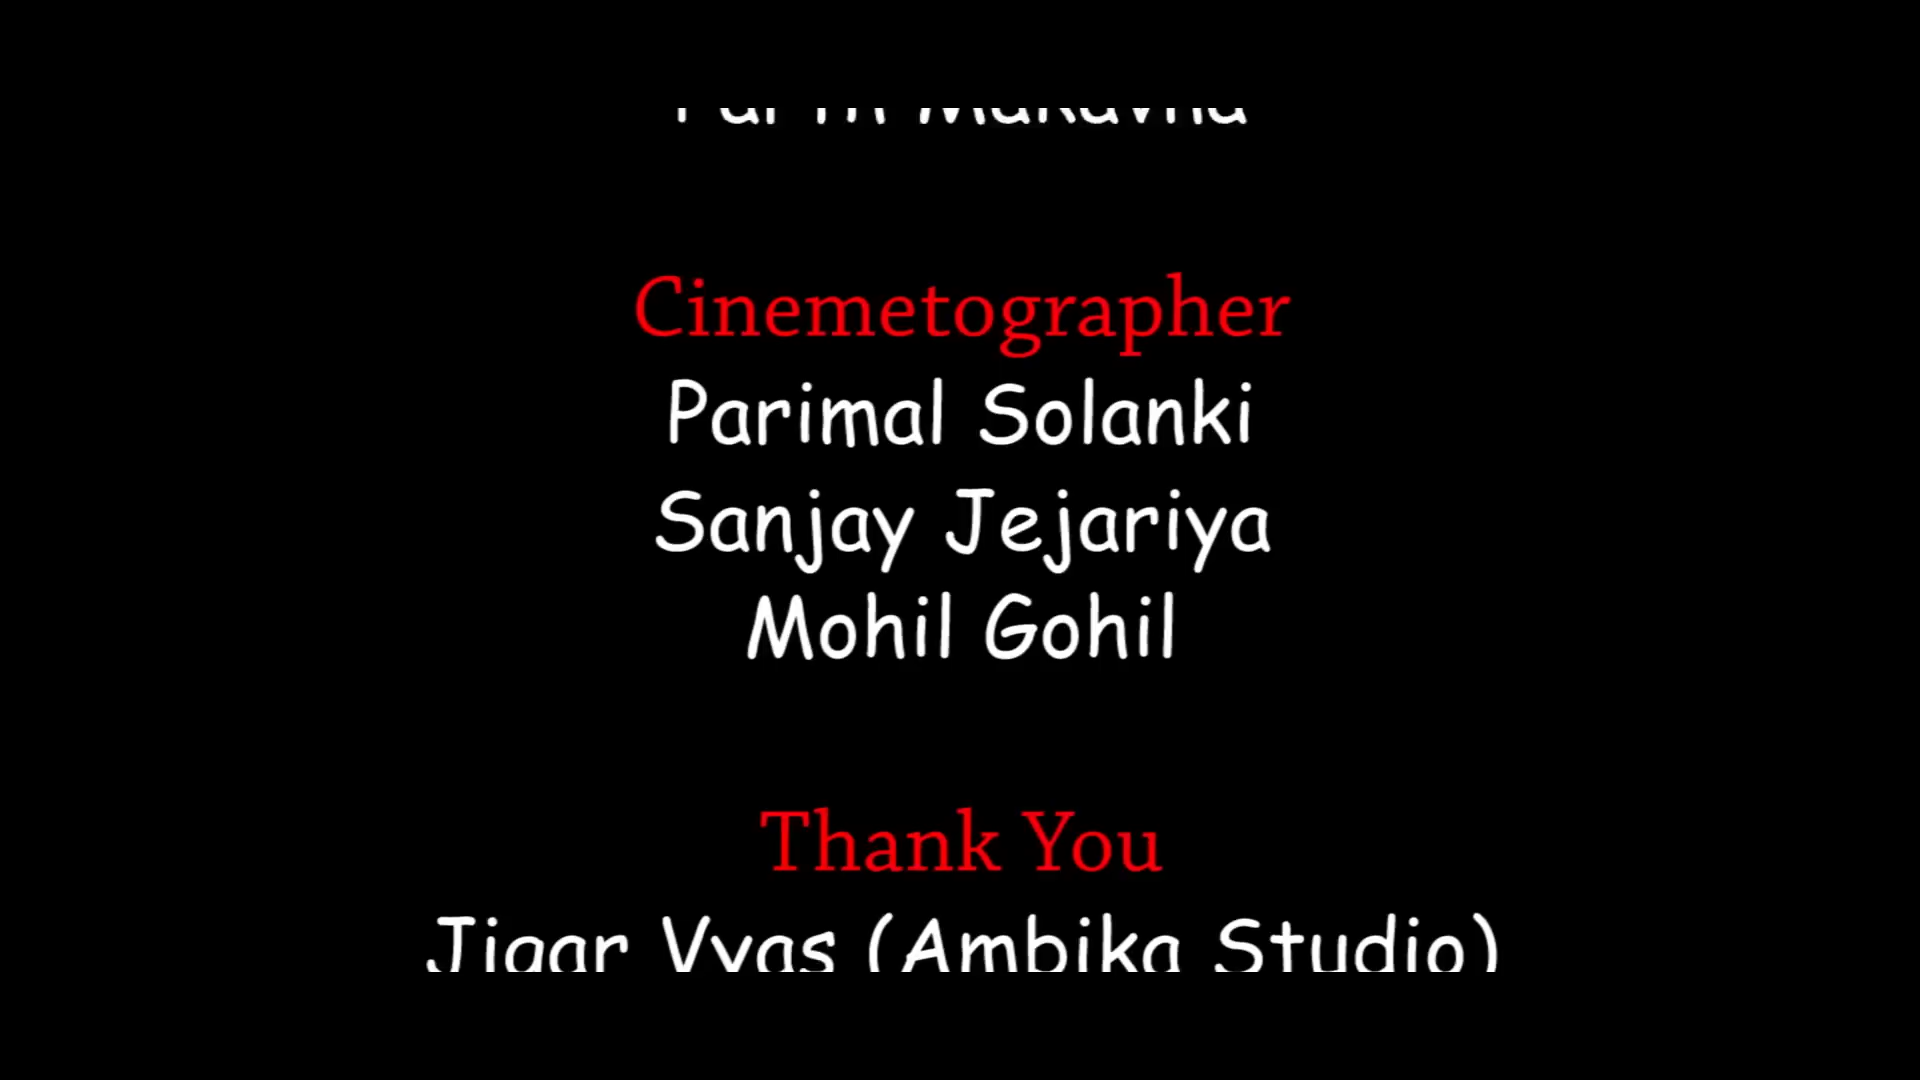 Cinemetographer
Parimal Solanki
Sanjay Jejariya
Mohil Gohil
Thank You
Jigar Vyas (Ambika Studio)